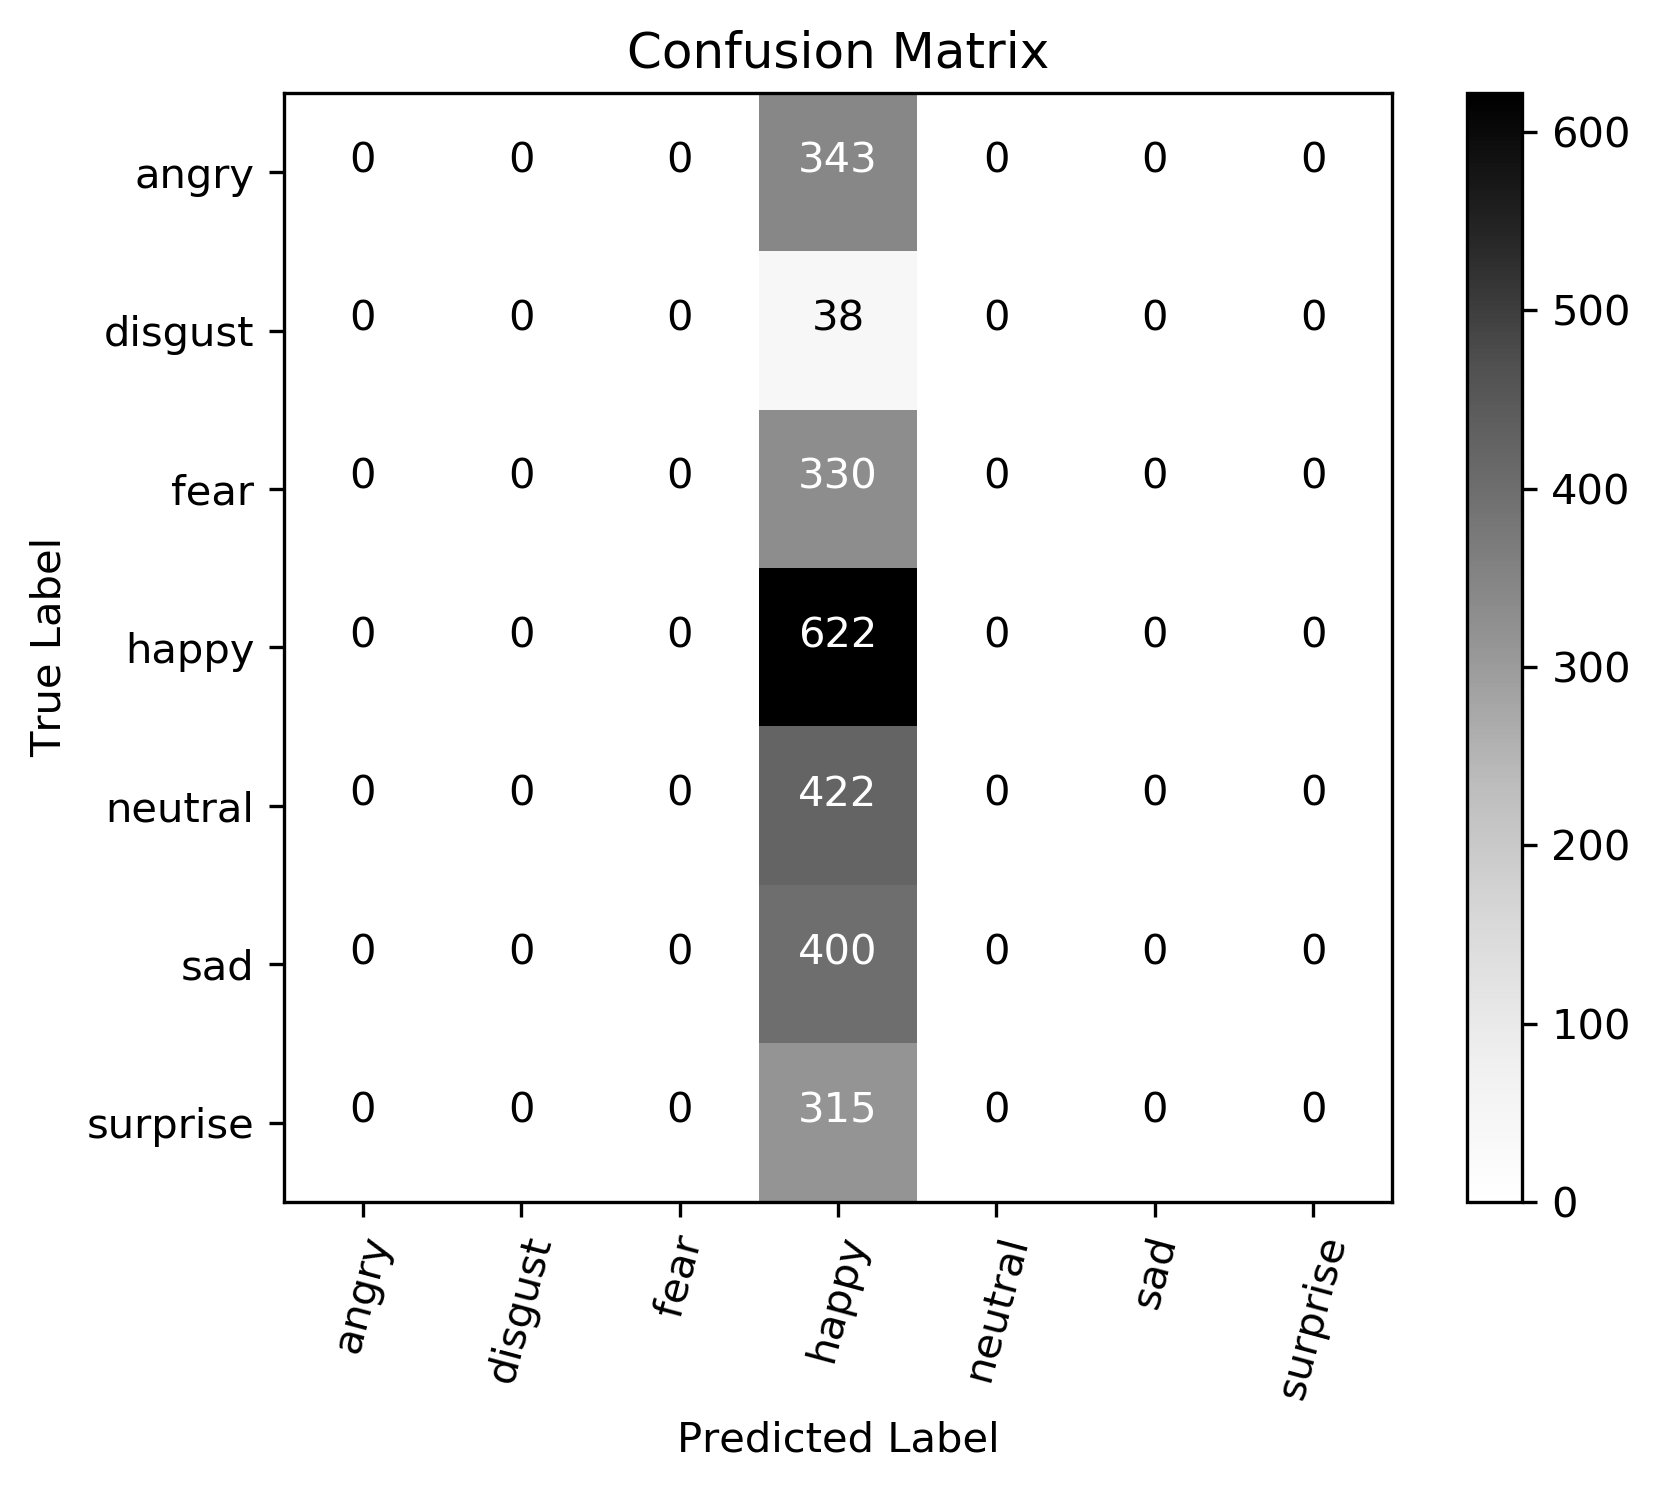 Confusion Matrix
angry 0 0 0 343 0 0 0
disgust 0 0 0 38 0 0 0
fear 0 0 0 330 0 0 0
happy 0 0 0 622 0 0 0
neutral 0 0 0 422 0 0 0
sad 0 0 0 400 0 0 0
surprise 0 0 0 315 0 0 0
True Label
angry disgust fear happy neutral sad surprise
Predicted Label
600
500
400
300
200
100
0